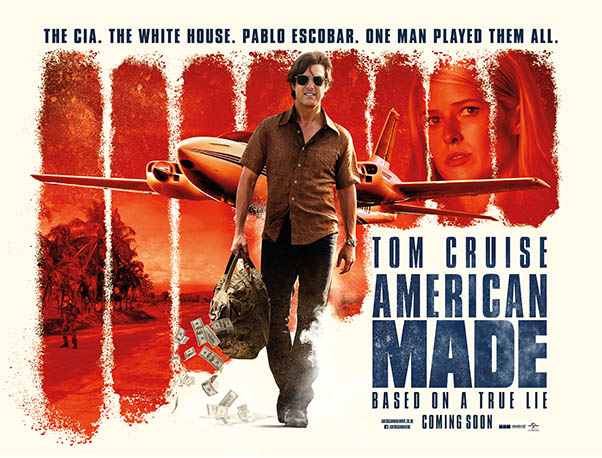 THE CIA. THE WHITE HOUSE. PABLO ESCOBAR. ONE MAN PLAYED THEM ALL.
TOM CRUISE
AMERICAN
MADE
BASED ON A TRUE LIE
COMING SOON